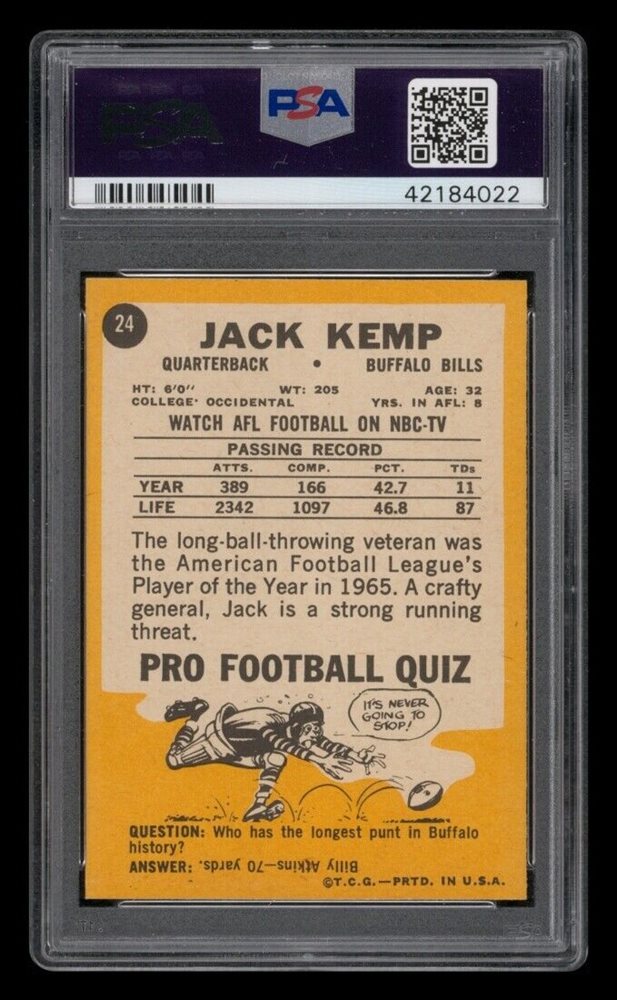 PSA
PSA
42184022
24
JACK KEMP
QUARTERBACK • BUFFALO BILLS
HT: 6'0" WT: 205 AGE: 32
COLLEGE: OCCIDENTAL YRS. IN AFL: 8
WATCH AFL FOOTBALL ON NBC-TV
PASSING RECORD
ATTS. COMP. PCT. TDs
YEAR 389 166 42.7 11
LIFE 2342 1097 46.8 87
The long-ball-throwing veteran was
the American Football League's
Player of the Year in 1965. A crafty
general, Jack is a strong running
threat.
PRO FOOTBALL QUIZ
IT'S NEVER
GOING TO
STOP!
QUESTION: Who has the longest punt in Buffalo
history?
ANSWER: Billy Atkins—70 yards.
©T.C.G.—PRTD. IN U.S.A.